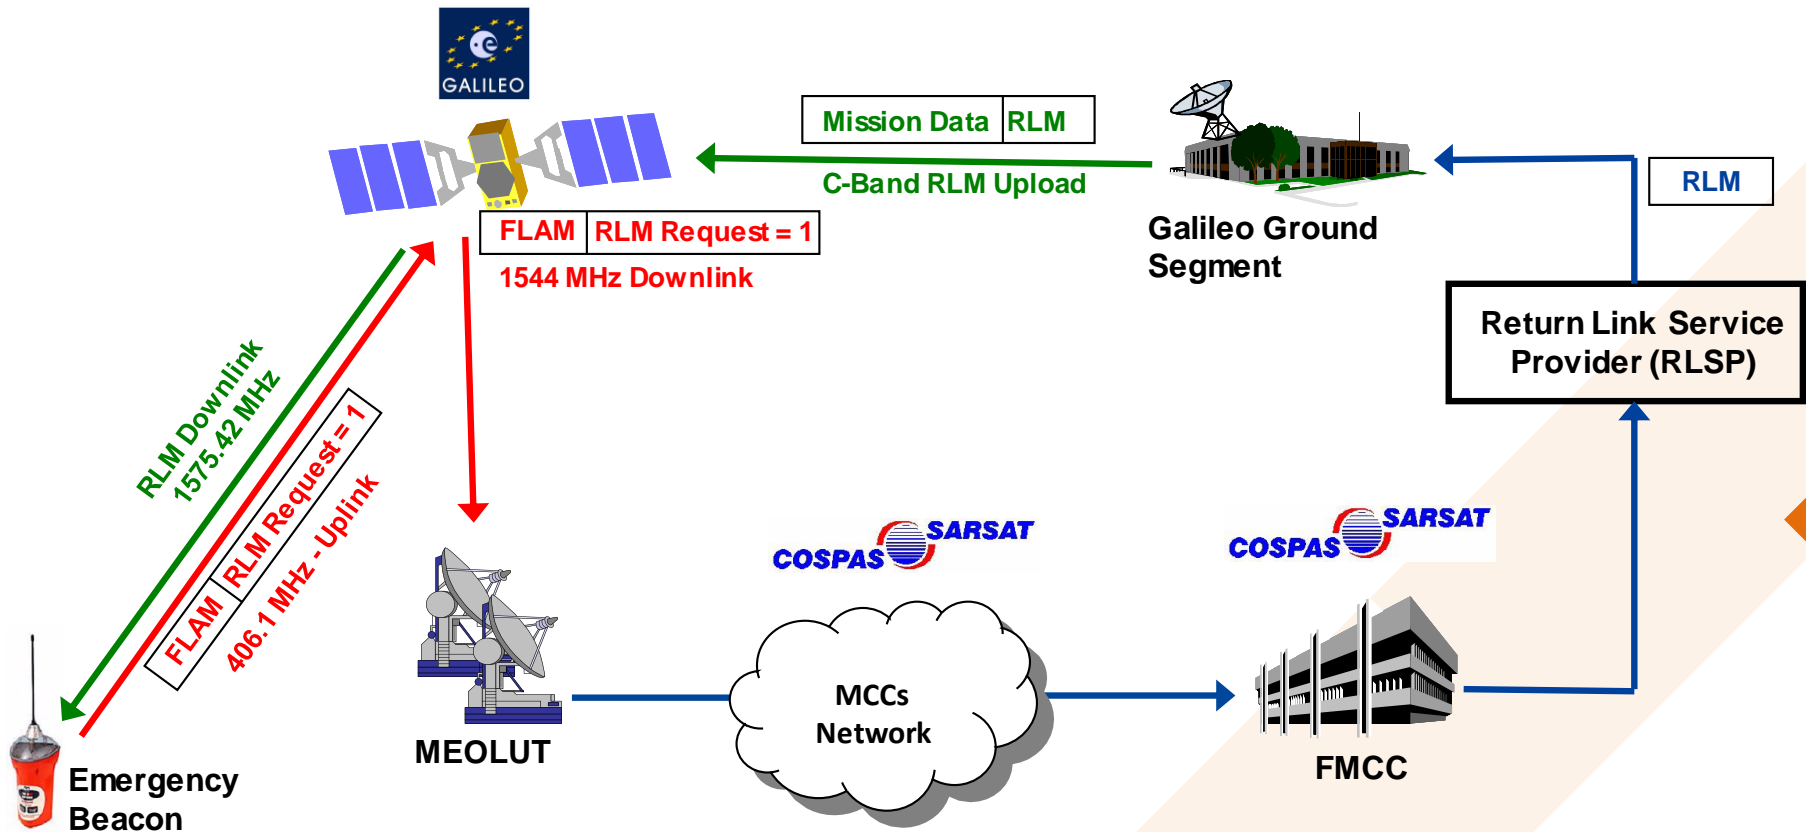 GALILEO
Mission Data RLM
C-Band RLM Upload
RLM
FLAM RLM Request = 1
1544 MHz Downlink
Galileo Ground
Segment
Return Link Service
Provider (RLSP)
RLM Downlink
1575.42 MHz
FLAM RLM Request = 1
406.1 MHz - Uplink
COSPAS SARSAT
COSPAS SARSAT
MCCs
Network
MEOLUT
FMCC
Emergency
Beacon